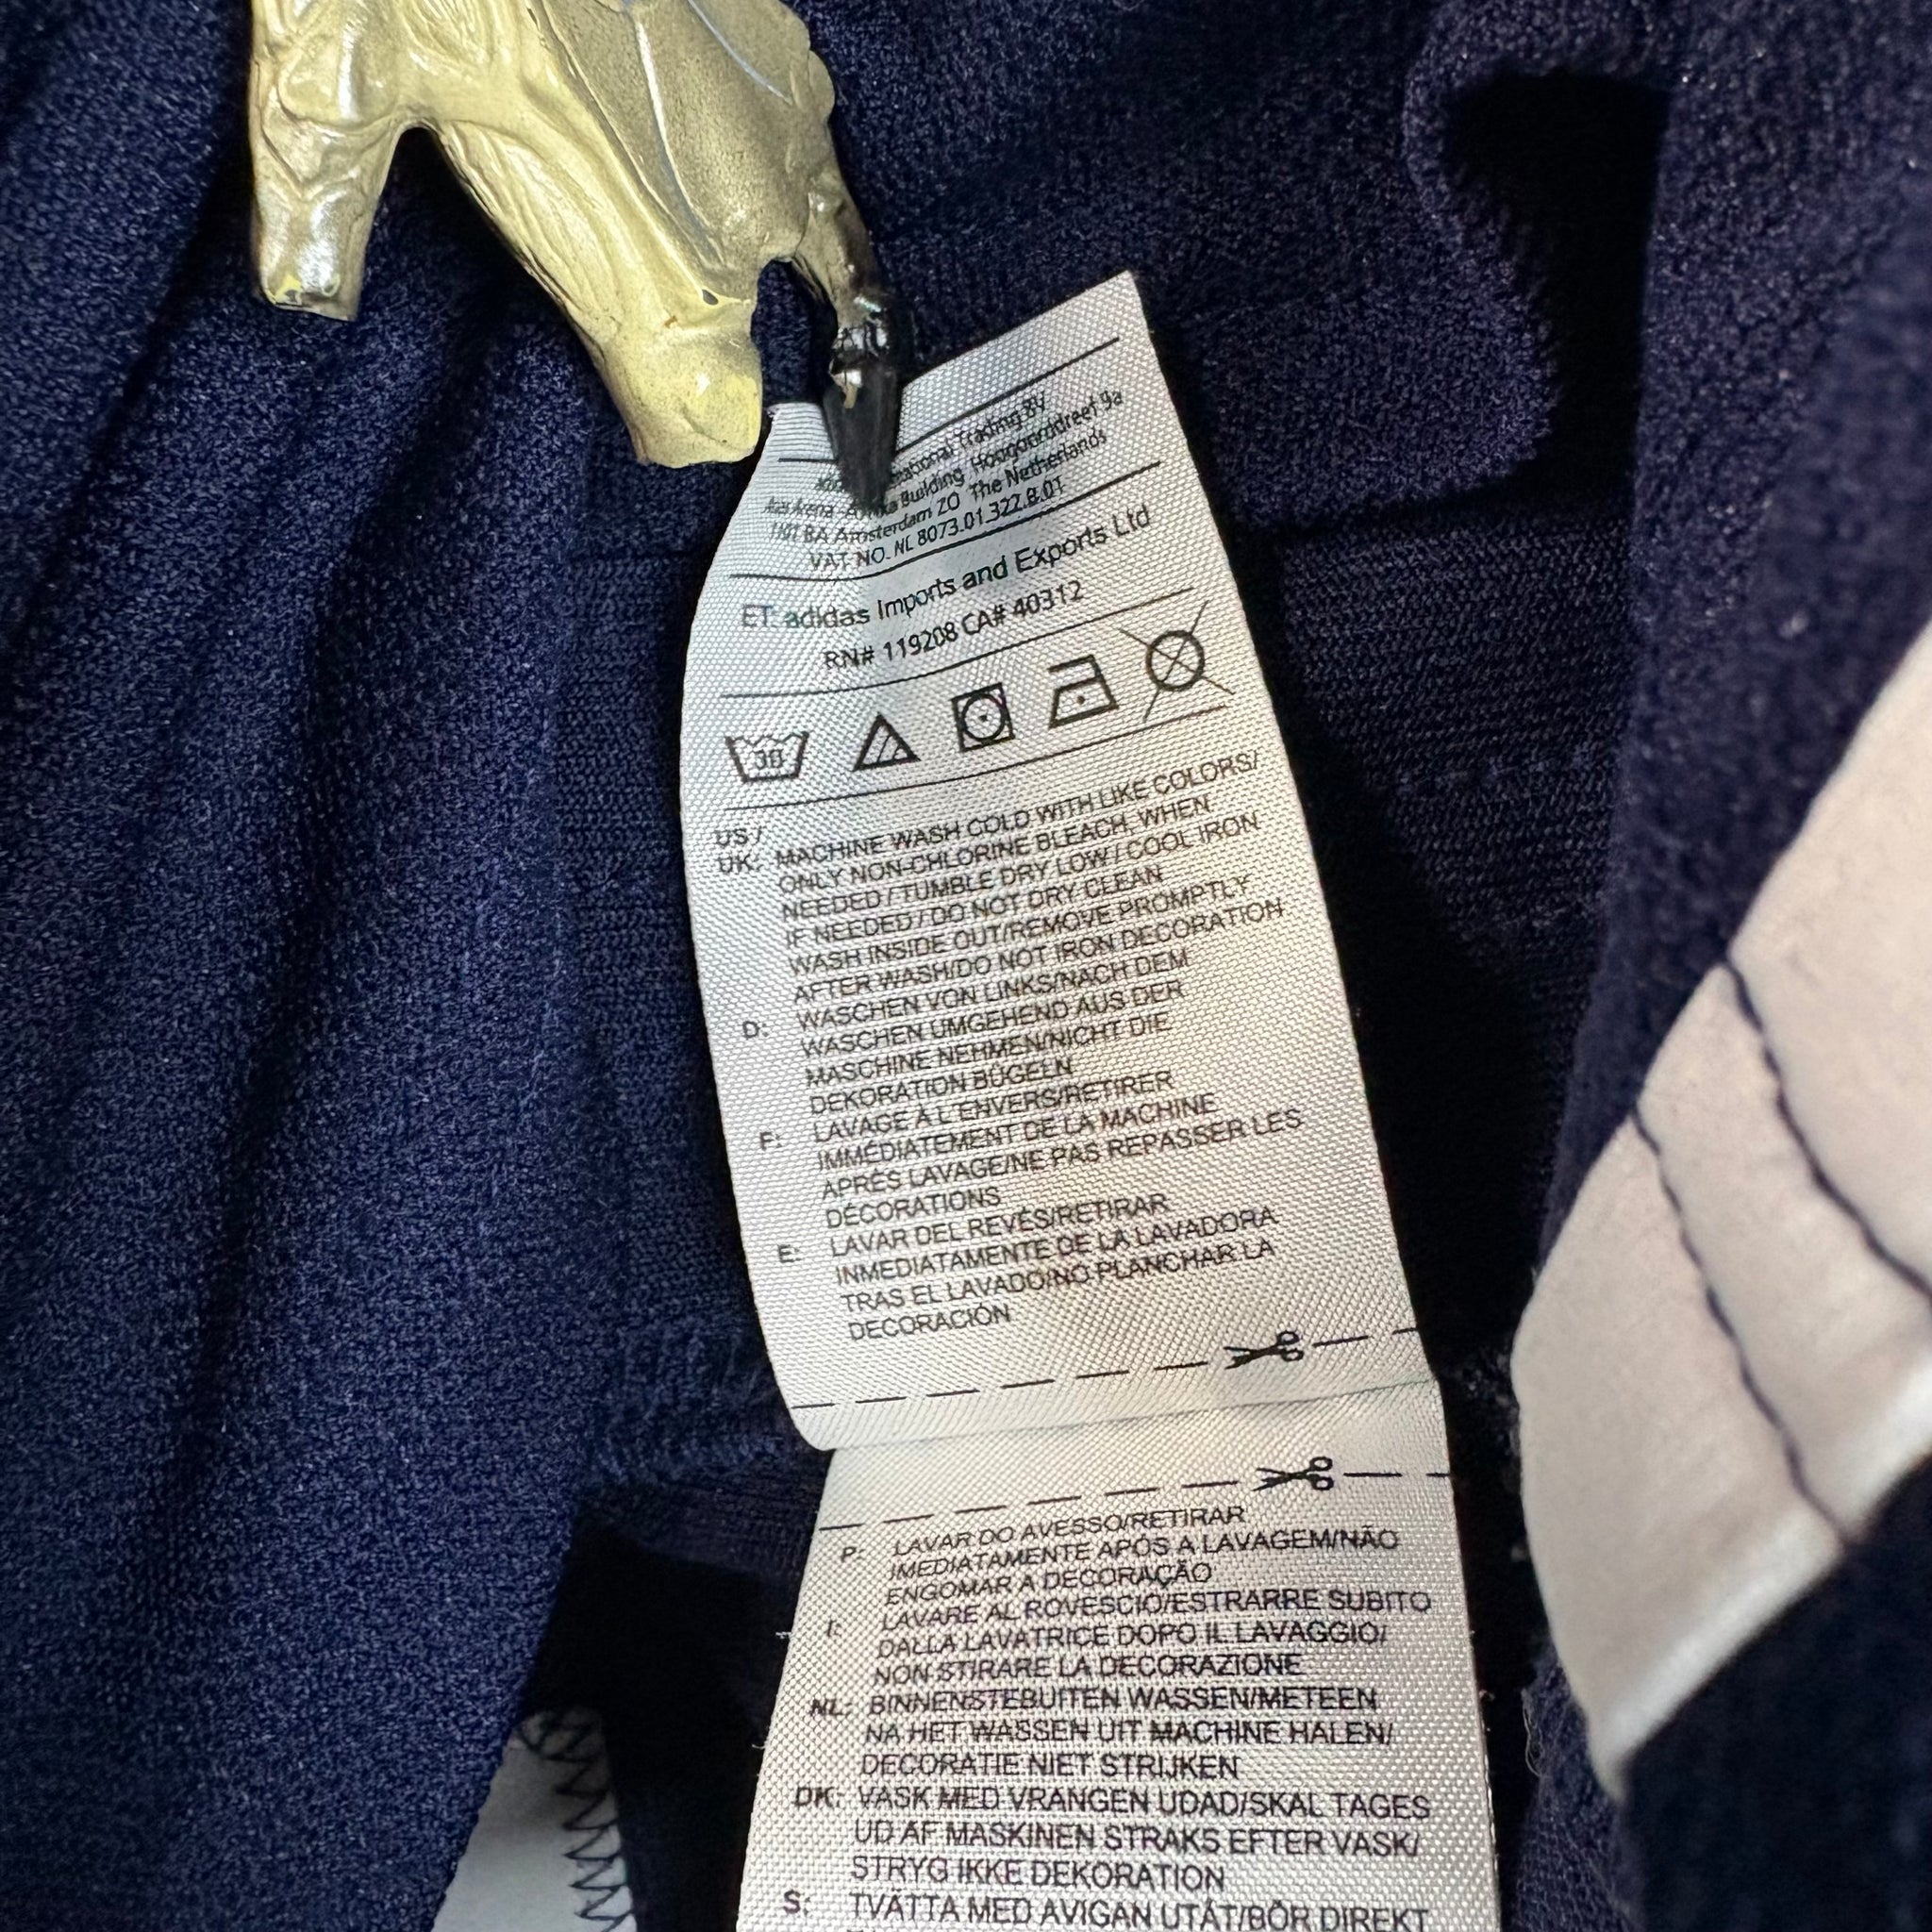 Trading BV
Building Hoogoorddreef 9a
BA Amsterdam ZO The Netherlands
VAT NO. NL 8073.01.322.B.01
ET. adidas Imports and Exports Ltd
RN# 119208 CA# 40312
30
US /
UK: MACHINE WASH COLD WITH LIKE COLORS/
ONLY NON-CHLORINE BLEACH, WHEN
NEEDED / TUMBLE DRY LOW / COOL IRON
IF NEEDED / DO NOT DRY CLEAN
WASH INSIDE OUT/REMOVE PROMPTLY
AFTER WASH/DO NOT IRON DECORATION
D: WASCHEN VON LINKS/NACH DEM
WASCHEN UMGEHEND AUS DER
MASCHINE NEHMEN/NICHT DIE
DEKORATION BÜGELN
F: LAVAGE À L'ENVERS/RETIRER
IMMÉDIATEMENT DE LA MACHINE
APRÈS LAVAGE/NE PAS REPASSER LES
DÉCORATIONS
E: LAVAR DEL REVÉS/RETIRAR
INMEDIATAMENTE DE LA LAVADORA
TRAS EL LAVADO/NO PLANCHAR LA
DECORACIÓN
P: LAVAR DO AVESSO/RETIRAR
IMEDIATAMENTE APÓS A LAVAGEM/NÃO
ENGOMAR A DECORAÇÃO
I: LAVARE AL ROVESCIO/ESTRARRE SUBITO
DALLA LAVATRICE DOPO IL LAVAGGIO/
NON STIRARE LA DECORAZIONE
NL: BINNENSTEBUITEN WASSEN/METEEN
NA HET WASSEN UIT MACHINE HALEN/
DECORATIE NIET STRIJKEN
DK: VASK MED VRANGEN UDAD/SKAL TAGES
UD AF MASKINEN STRAKS EFTER VASK/
STRYG IKKE DEKORATION
S: TVÄTTA MED AVIGAN UTÅT/BÖR DIREKT